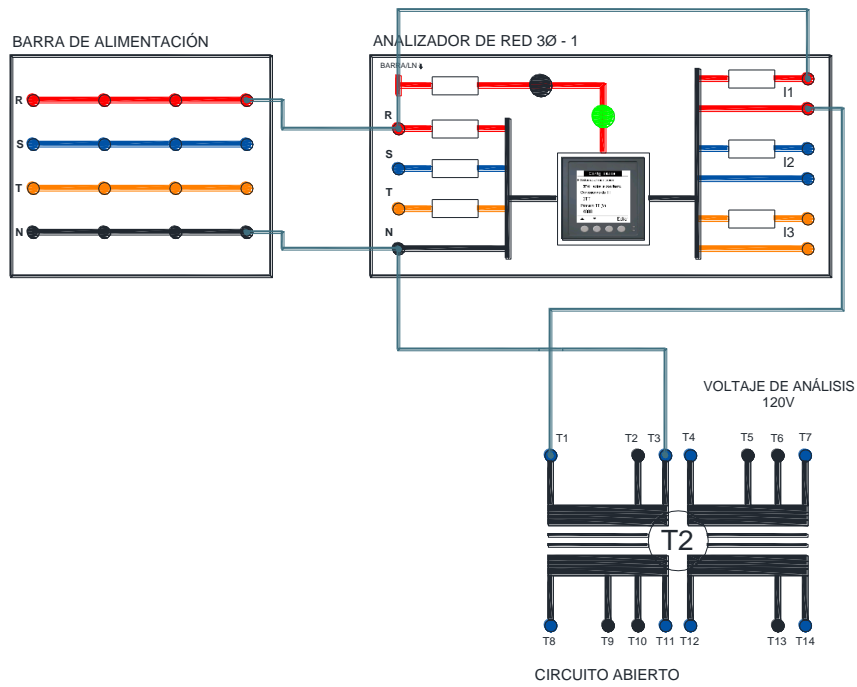 BARRA DE ALIMENTACIÓN
R
S
T
N
ANALIZADOR DE RED 3Ø - 1
BARRA/LN
R
S
T
N
I1
I2
I3
Edic
VOLTAJE DE ANÁLISIS
120V
T1 T2 T3 T4 T5 T6 T7
T2
T8 T9 T10 T11 T12 T13 T14
CIRCUITO ABIERTO